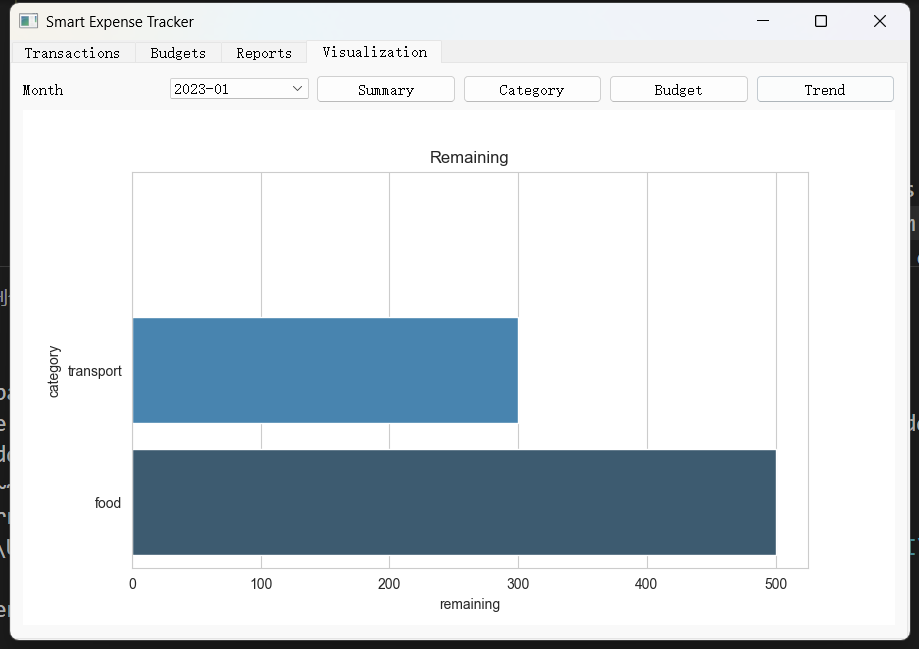 Smart Expense Tracker
Transactions Budgets Reports Visualization
Month 2023-01 Summary Category Budget Trend
Remaining
category
transport
food
0 100 200 300 400 500
remaining